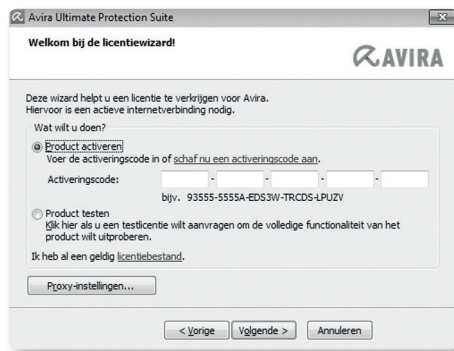 Avira Ultimate Protection Suite
Welkom bij de licentiewizard!
AVIRA
Deze wizard helpt u een licentie te verkrijgen voor Avira.
Hiervoor is een actieve internetverbinding nodig.
Wat wilt u doen?
Product activeren
Voer de activeringscode in of schaf nu een activeringscode aan.
Activeringscode: - - - - -
bijv. 93555-5555A-EDS3W-TRCDS-LPUZV
Product testen
Klik hier als u een testlicentie wilt aanvragen om de volledige functionaliteit van het
product wilt uitproberen.
Ik heb al een geldig licentiebestand.
Proxy-instellingen...
< Vorige Volgende > Annuleren